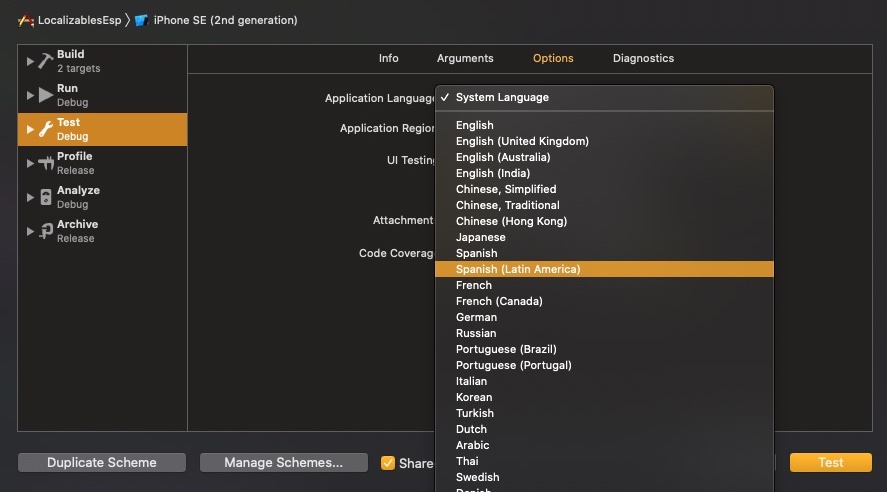 LocalizablesEsp 〉 iPhone SE (2nd generation)
Build
2 targets
Run
Debug
Test
Debug
Profile
Release
Analyze
Debug
Archive
Release
Info Arguments Options Diagnostics
Application Language
Application Region
UI Testing
Attachment
Code Coverag
✓ System Language
English
English (United Kingdom)
English (Australia)
English (India)
Chinese, Simplified
Chinese, Traditional
Chinese (Hong Kong)
Japanese
Spanish
Spanish (Latin America)
French
French (Canada)
German
Russian
Portuguese (Brazil)
Portuguese (Portugal)
Italian
Korean
Turkish
Dutch
Arabic
Thai
Swedish
Danish
Duplicate Scheme Manage Schemes... Share Test